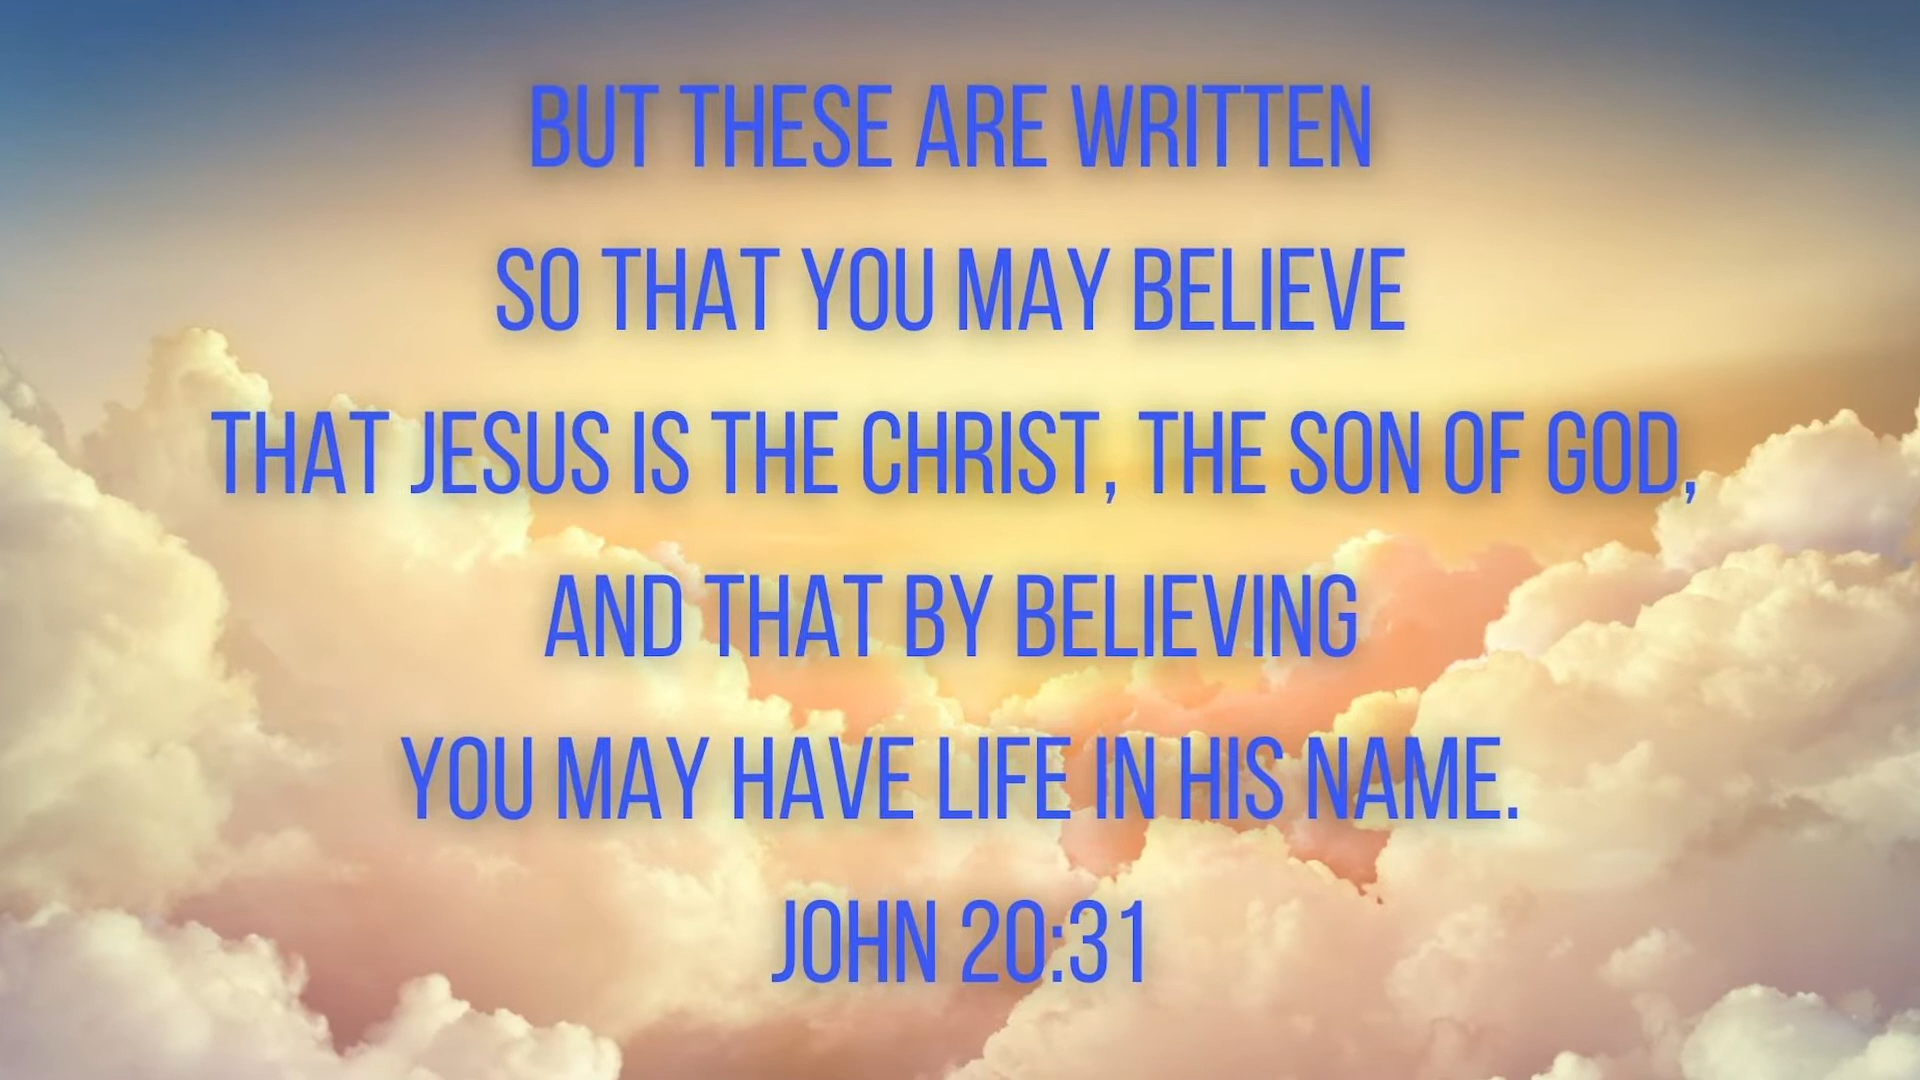 BUT THESE ARE WRITTEN
SO THAT YOU MAY BELIEVE
THAT JESUS IS THE CHRIST, THE SON OF GOD,
AND THAT BY BELIEVING
YOU MAY HAVE LIFE IN HIS NAME.
JOHN 20:31